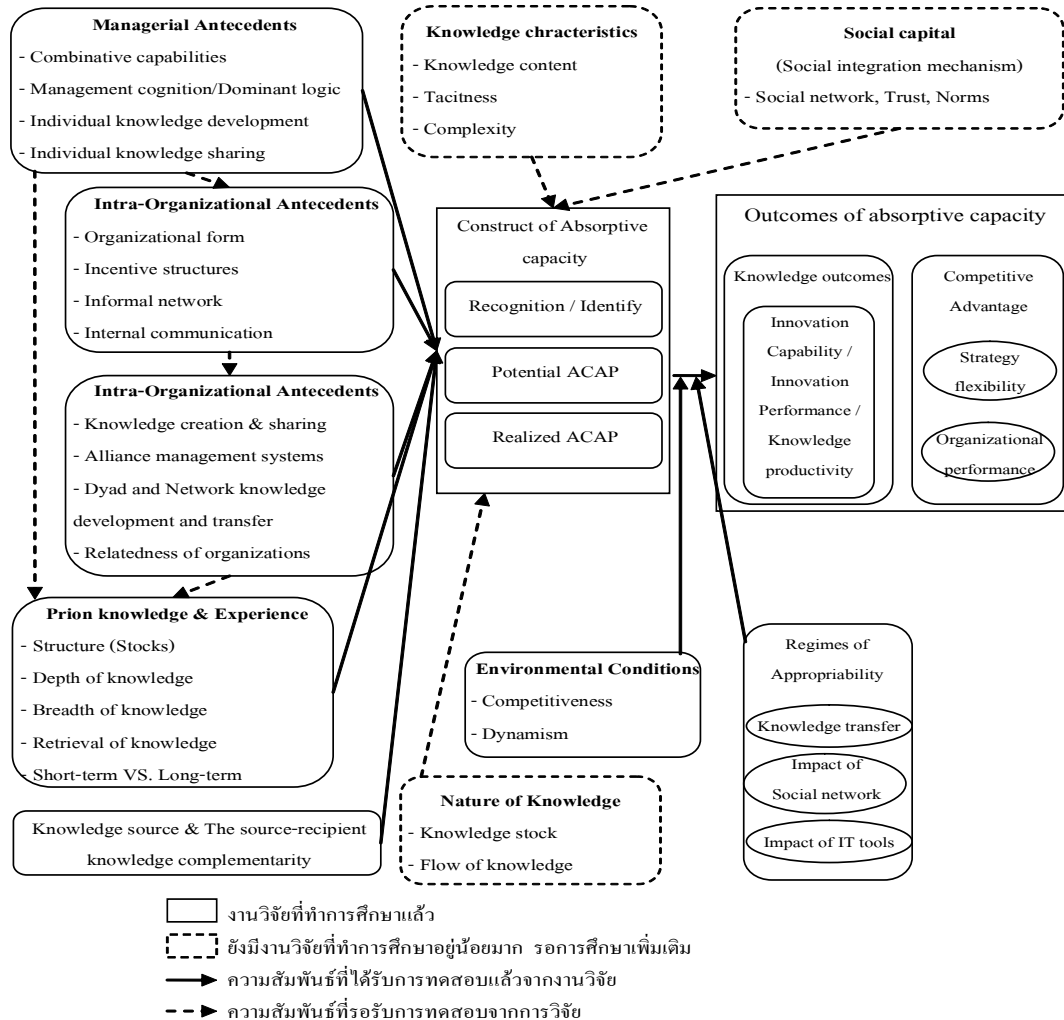 Managerial Antecedents
- Combinative capabilities
- Management cognition/Dominant logic
- Individual knowledge development
- Individual knowledge sharing
Knowledge chracteristics
- Knowledge content
- Tacitness
- Complexity
Social capital
(Social integration mechanism)
- Social network, Trust, Norms
Intra-Organizational Antecedents
- Organizational form
- Incentive structures
- Informal network
- Internal communication
Intra-Organizational Antecedents
- Knowledge creation & sharing
- Alliance management systems
- Dyad and Network knowledge
development and transfer
- Relatedness of organizations
Prion knowledge & Experience
- Structure (Stocks)
- Depth of knowledge
- Breadth of knowledge
- Retrieval of knowledge
- Short-term VS. Long-term
Knowledge source & The source-recipient
knowledge complementarity
Construct of Absorptive
capacity
Recognition / Identify
Potential ACAP
Realized ACAP
Outcomes of absorptive capacity
Knowledge outcomes
Innovation
Capability /
Innovation
Performance /
Knowledge
productivity
Competitive
Advantage
Strategy
flexibility
Organizational
performance
Environmental Conditions
- Competitiveness
- Dynamism
Nature of Knowledge
- Knowledge stock
- Flow of knowledge
Regimes of
Appropriability
Knowledge transfer
Impact of
Social network
Impact of IT tools
งานวิจัยที่ทำการศึกษาแล้ว
ยังมีงานวิจัยที่ทำการศึกษาอยู่น้อยมาก รอการศึกษาเพิ่มเติม
ความสัมพันธ์ที่ได้รับการทดสอบแล้วจากงานวิจัย
ความสัมพันธ์ที่รอรับการทดสอบจากการวิจัย